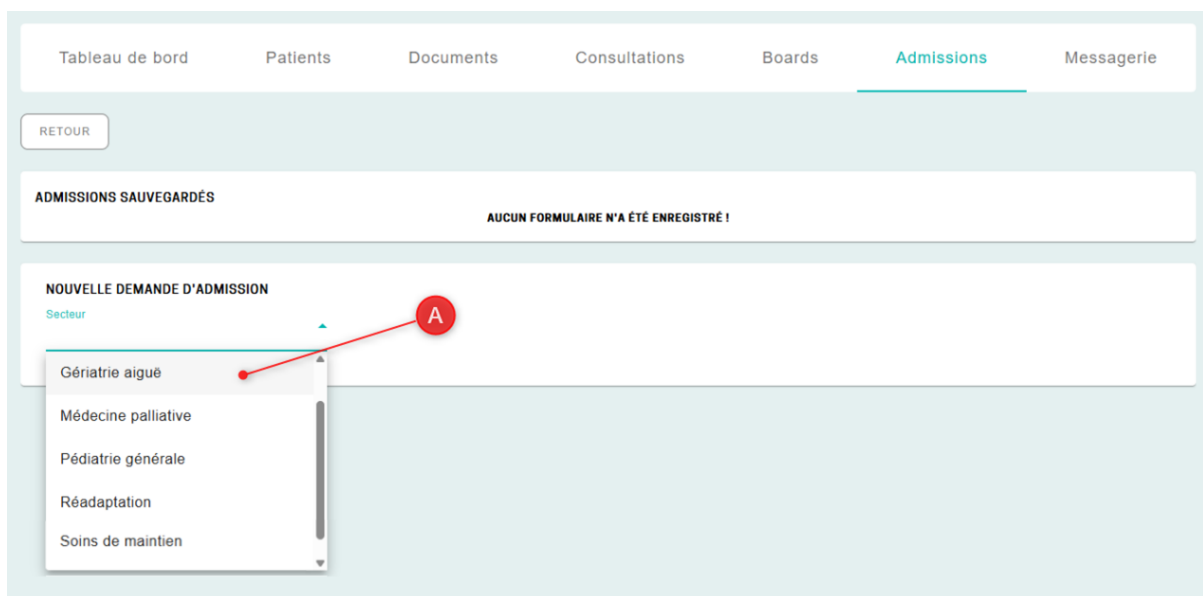 Tableau de bord Patients Documents Consultations Boards Admissions Messagerie
RETOUR
ADMISSIONS SAUVEGARDÉS
AUCUN FORMULAIRE N'A ÉTÉ ENREGISTRÉ !
NOUVELLE DEMANDE D'ADMISSION
Secteur
A
Gériatrie aiguë
Médecine palliative
Pédiatrie générale
Réadaptation
Soins de maintien